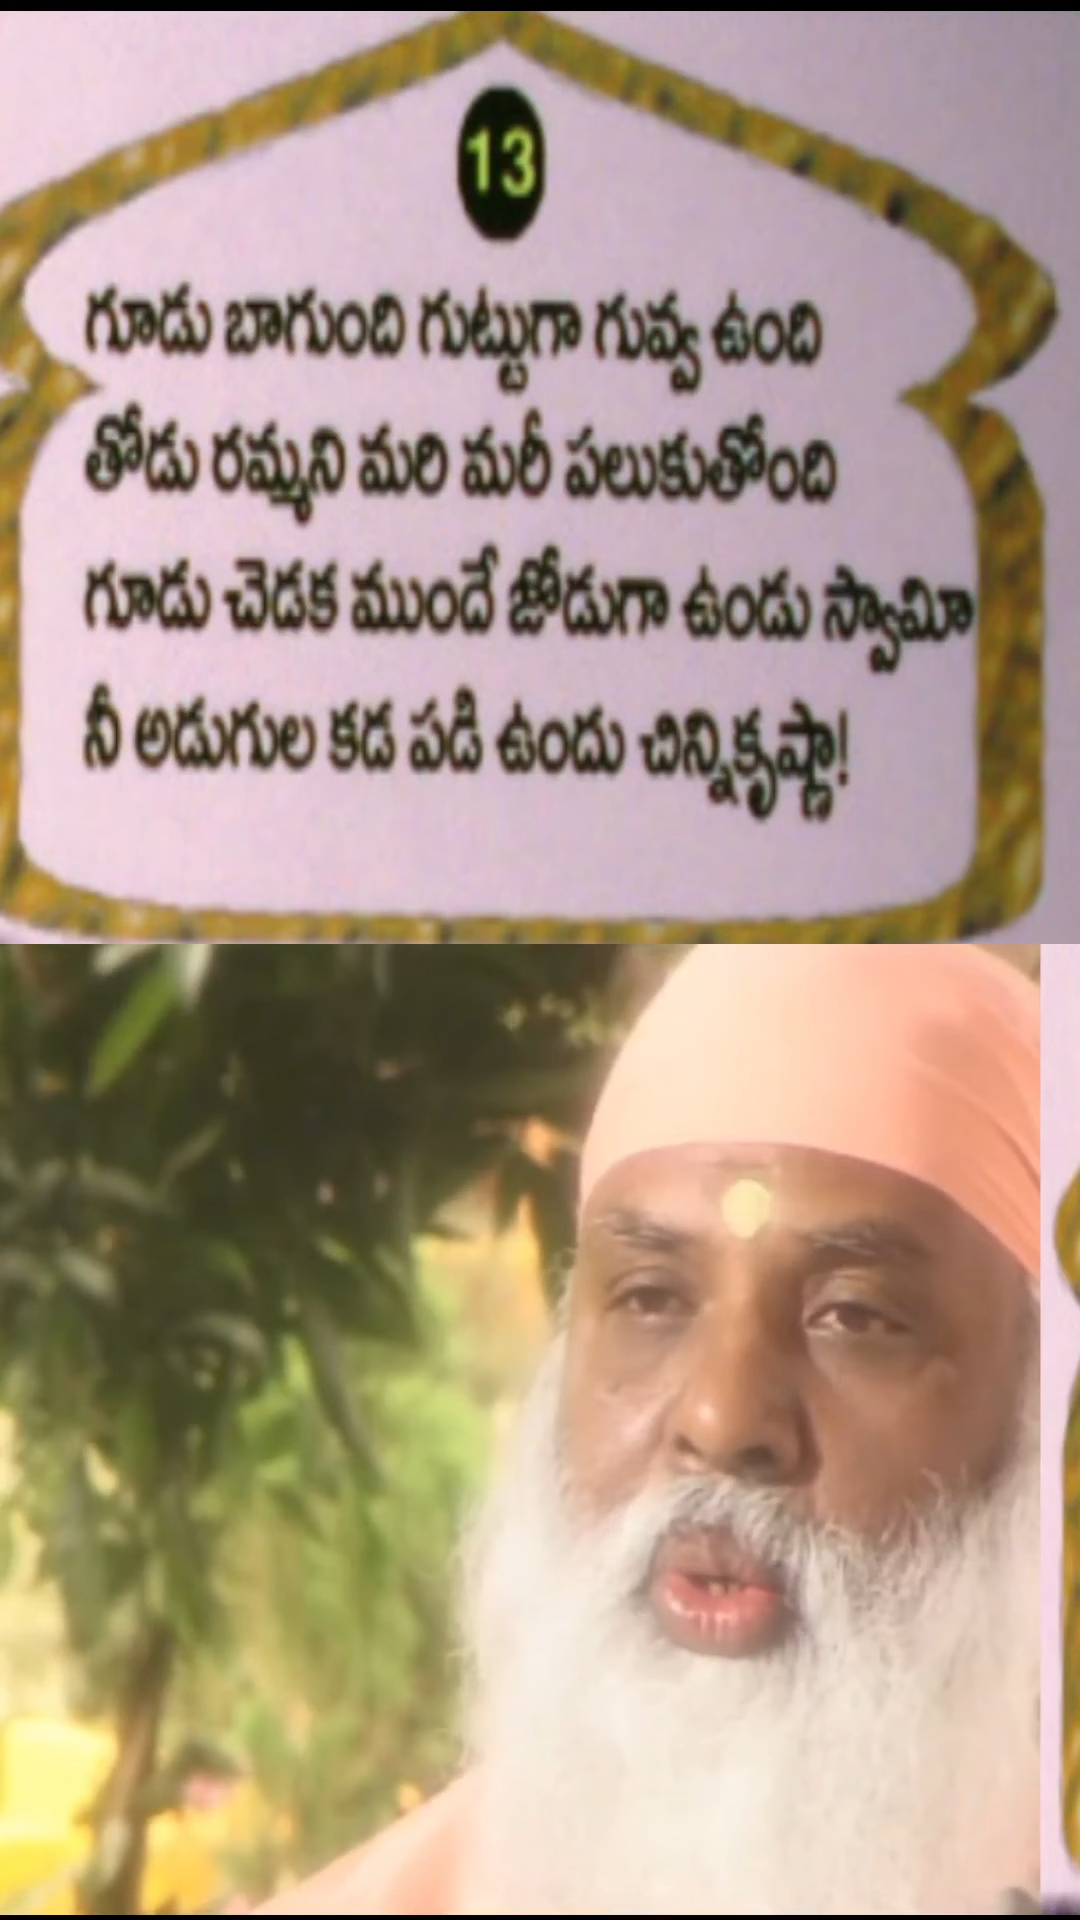 13
గూడు బాగుంది గుట్టుగా గువ్వ ఉంది
తోడు రమ్మని మరి మరీ పలుకుతోంది
గూడు చెడక ముందే జోడుగా ఉండు స్వామీ
నీ అడుగుల కడ పడి ఉందు చిన్నికృష్ణా!